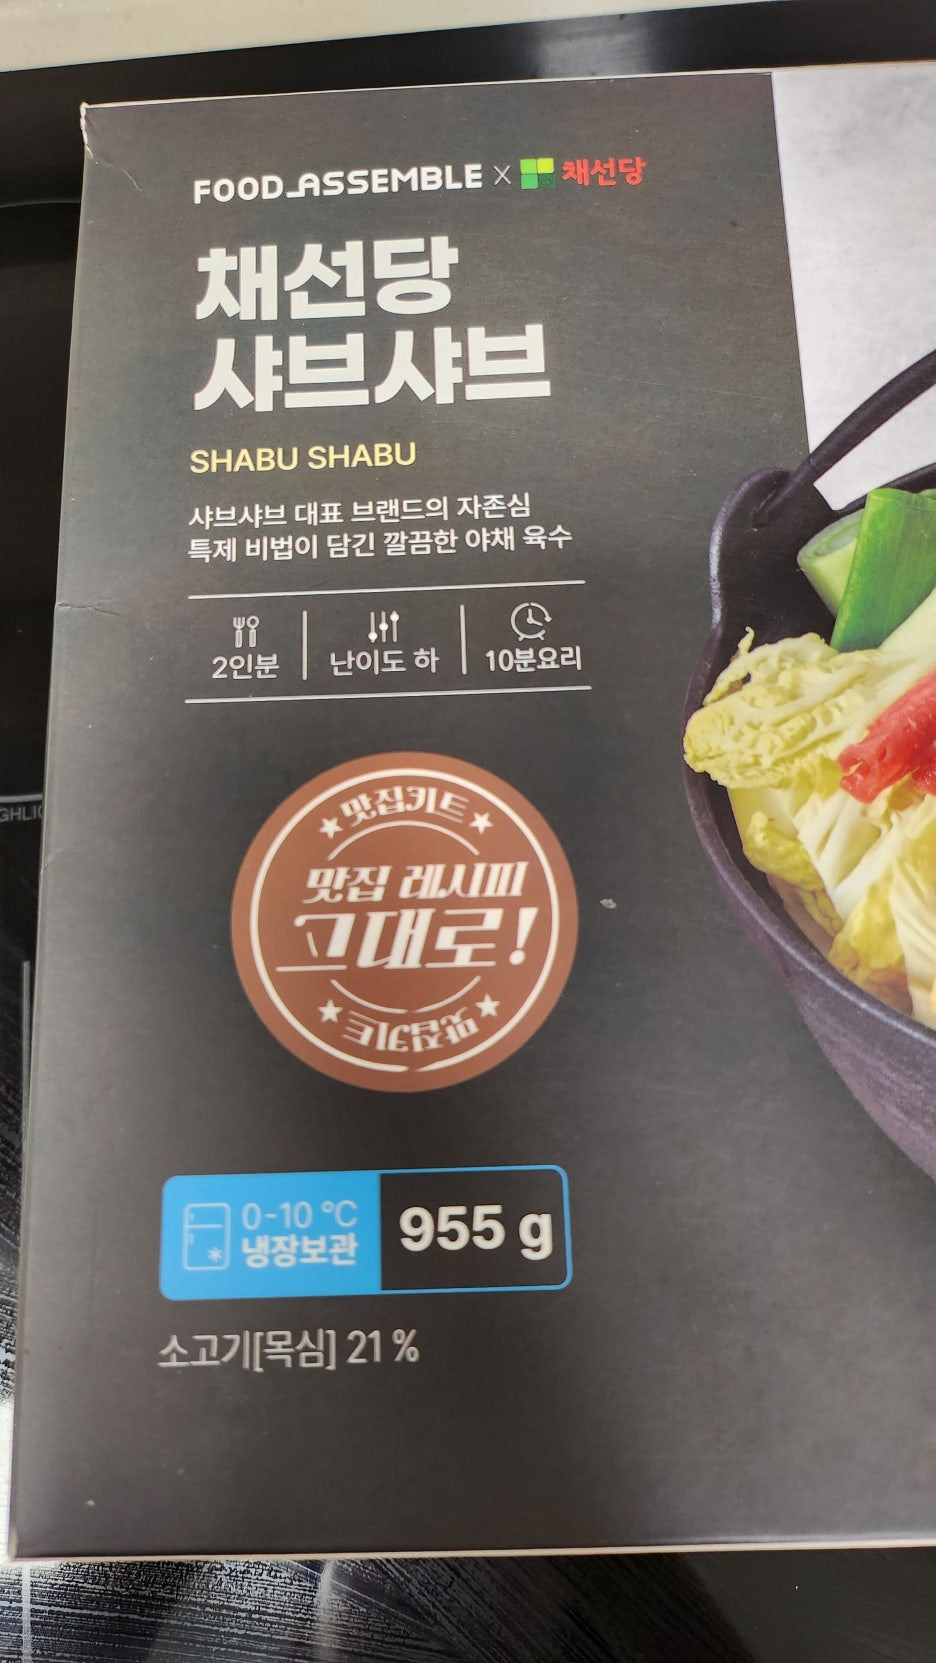 FOOD_ASSEMBLE X 채선당
채선당
샤브샤브
SHABU SHABU
샤브샤브 대표 브랜드의 자존심
특제 비법이 담긴 깔끔한 야채 육수
2인분 난이도 하 10분요리
맛집키트
맛집 레시피
그대로!
맛집키트
0-10 °C
냉장보관
955 g
소고기[목심] 21 %